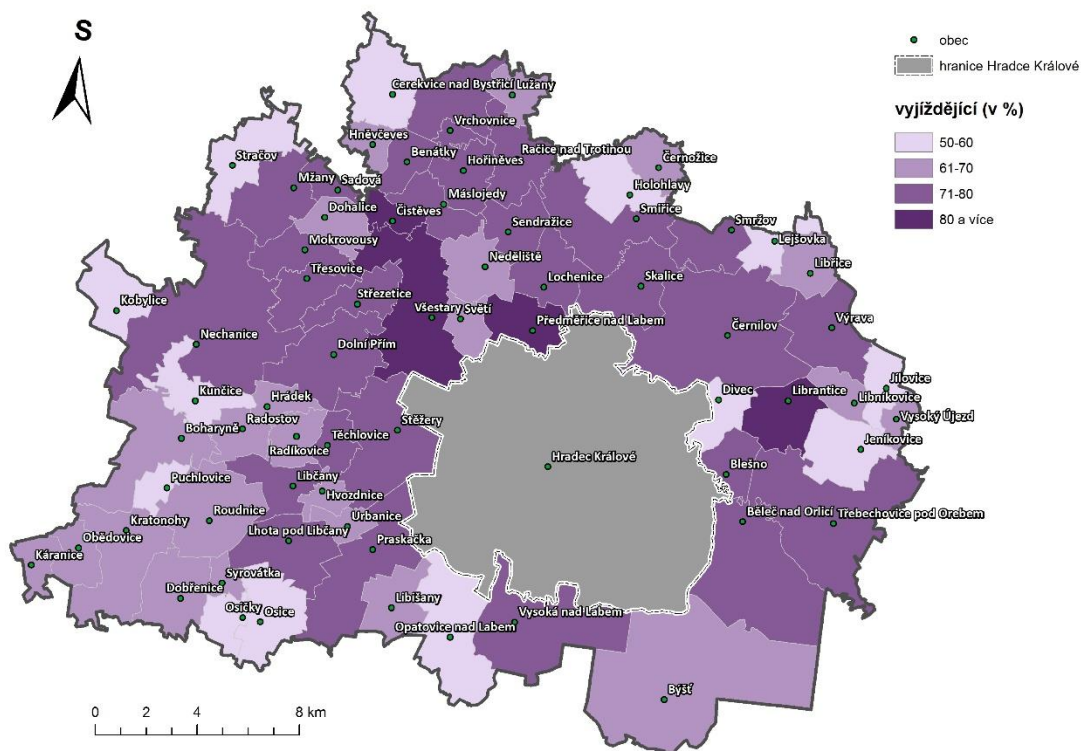 S
obec
hranice Hradce Králové
vyjíždějící (v %)
50-60
61-70
71-80
80 a více
Cerekvice nad Bystřicí
Lužany
Vrchovnice
Hněvčeves
Benátky
Hořiněves
Račice nad Trotinou
Černožice
Stračov
Mžany
Sadová
Holohlavy
Dohalice
Čistěves
Máslojedy
Smiřice
Sendražice
Smržov
Lejšovka
Mokrovousy
Neděliště
Libřice
Třesovice
Lochenice
Skalice
Kobylice
Střezetice
Všestary
Světí
Předměřice nad Labem
Černilov
Výrava
Nechanice
Dolní Přím
Kunčice
Hrádek
Divec
Librantice
Jílovice
Libníkovice
Vysoký Újezd
Radostov
Stěžery
Boharyně
Radíkovice
Těchlovice
Jeníkovice
Hradec Králové
Blešno
Puchlovice
Libčany
Hvozdnice
Roudnice
Urbanice
Běleč nad Orlicí
Třebechovice pod Orebem
Kratonohy
Lhota pod Libčany
Obědovice
Praskačka
Káranice
Syrovátka
Dobřenice
Osičky
Osice
Libišany
Vysoká nad Labem
Opatovice nad Labem
Býšť
0 2 4 8 km